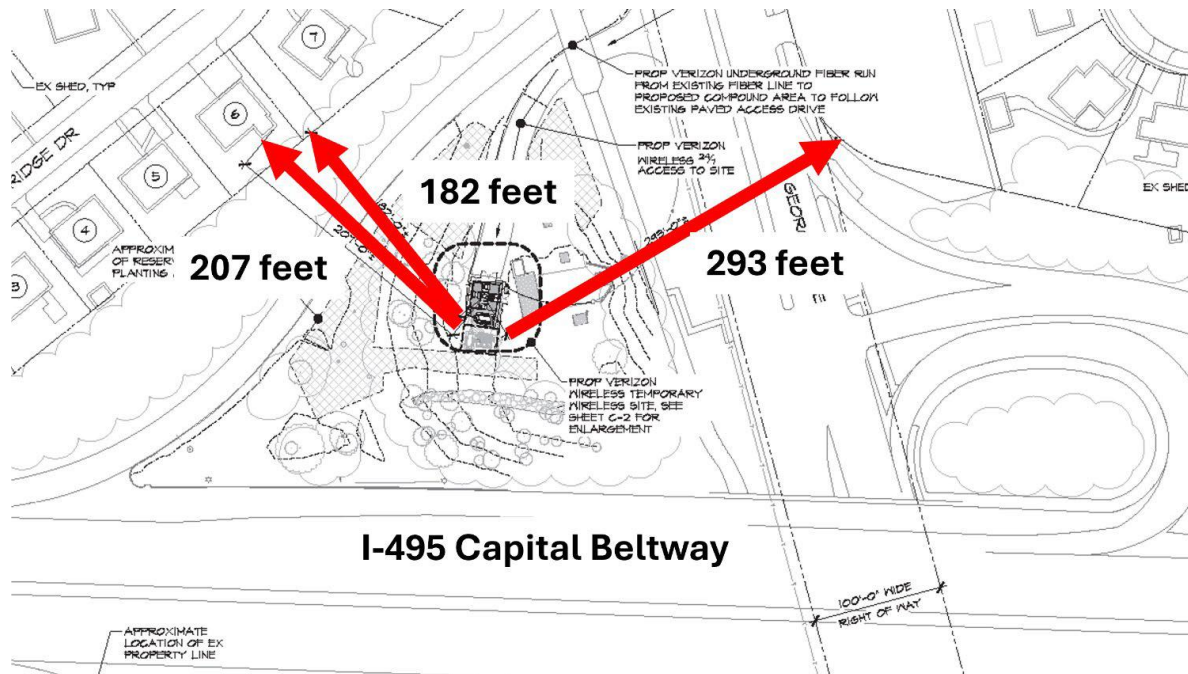 7
EX SHED, TYP
6
RIDGE DR
5
4
3
PROP VERIZON UNDERGROUND FIBER RUN
FROM EXISTING FIBER LINE TO
PROPOSED COMPOUND AREA TO FOLLOW
EXISTING PAVED ACCESS DRIVE
PROP VERIZON
WIRELESS 24/7
ACCESS TO SITE
EX SHED
182 feet
GEOR
APPROXIM
OF RESER
PLANTING
207 feet
293 feet
PROP VERIZON
WIRELESS TEMPORARY
WIRELESS SITE, SEE
SHEET C-2 FOR
ENLARGEMENT
I-495 Capital Beltway
100'-0" WIDE
RIGHT OF WAY
APPROXIMATE
LOCATION OF EX
PROPERTY LINE